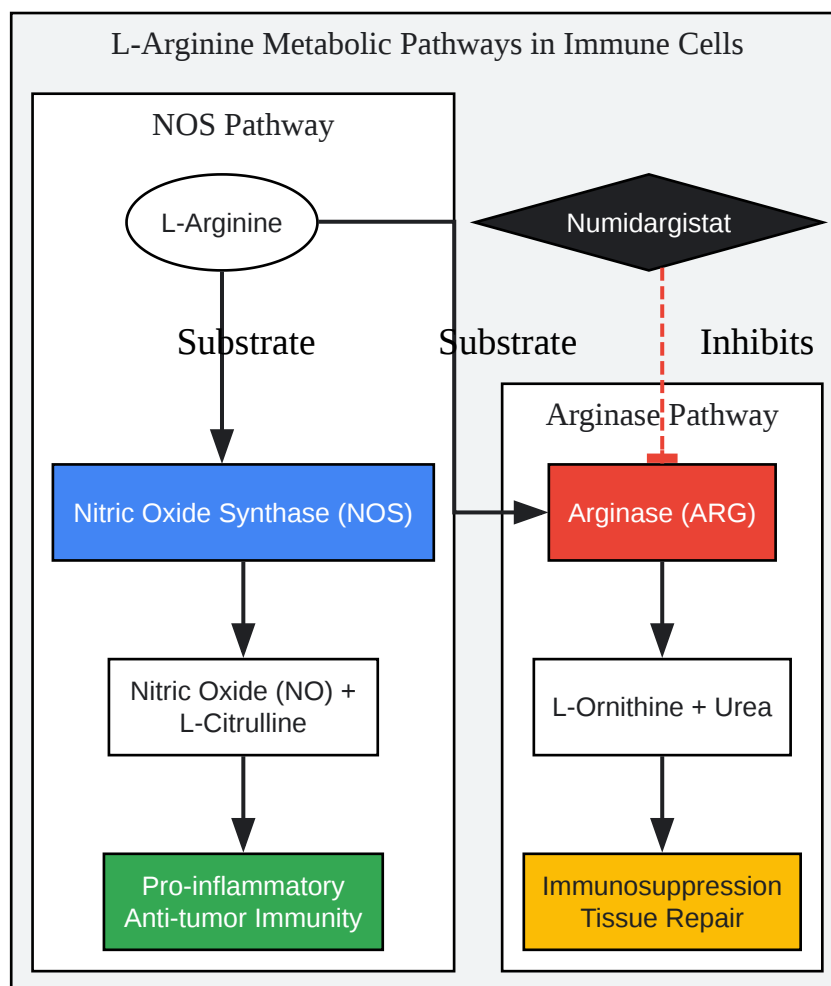 L-Arginine Metabolic Pathways in Immune Cells
NOS Pathway
L-Arginine
Numidargistat
Substrate
Substrate
Inhibits
Arginase Pathway
Nitric Oxide Synthase (NOS)
Arginase (ARG)
Nitric Oxide (NO) +
L-Citrulline
L-Ornithine + Urea
Pro-inflammatory
Anti-tumor Immunity
Immunosuppression
Tissue Repair